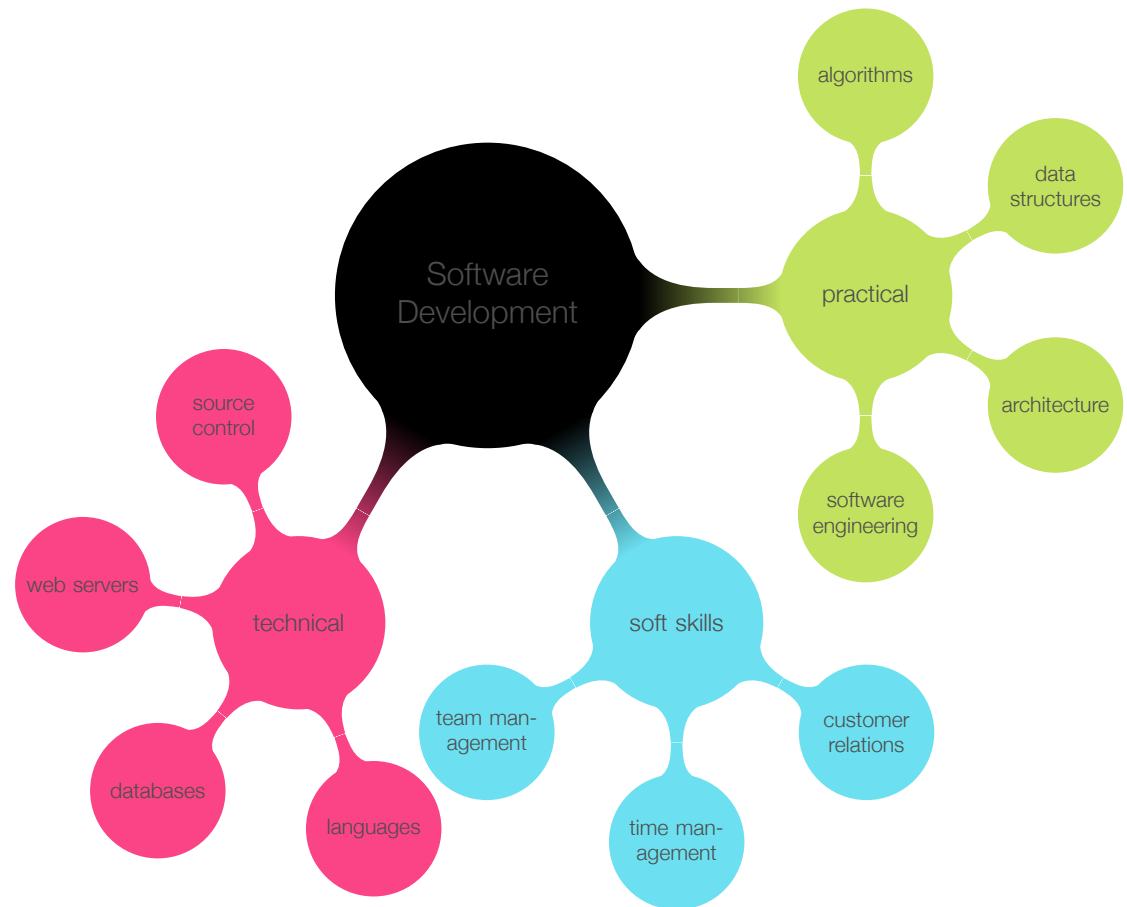 algorithms
data
structures
Software
Development
practical
architecture
source
control
software
engineering
web servers
technical
soft skills
team man-
agement
customer
relations
databases
languages
time man-
agement